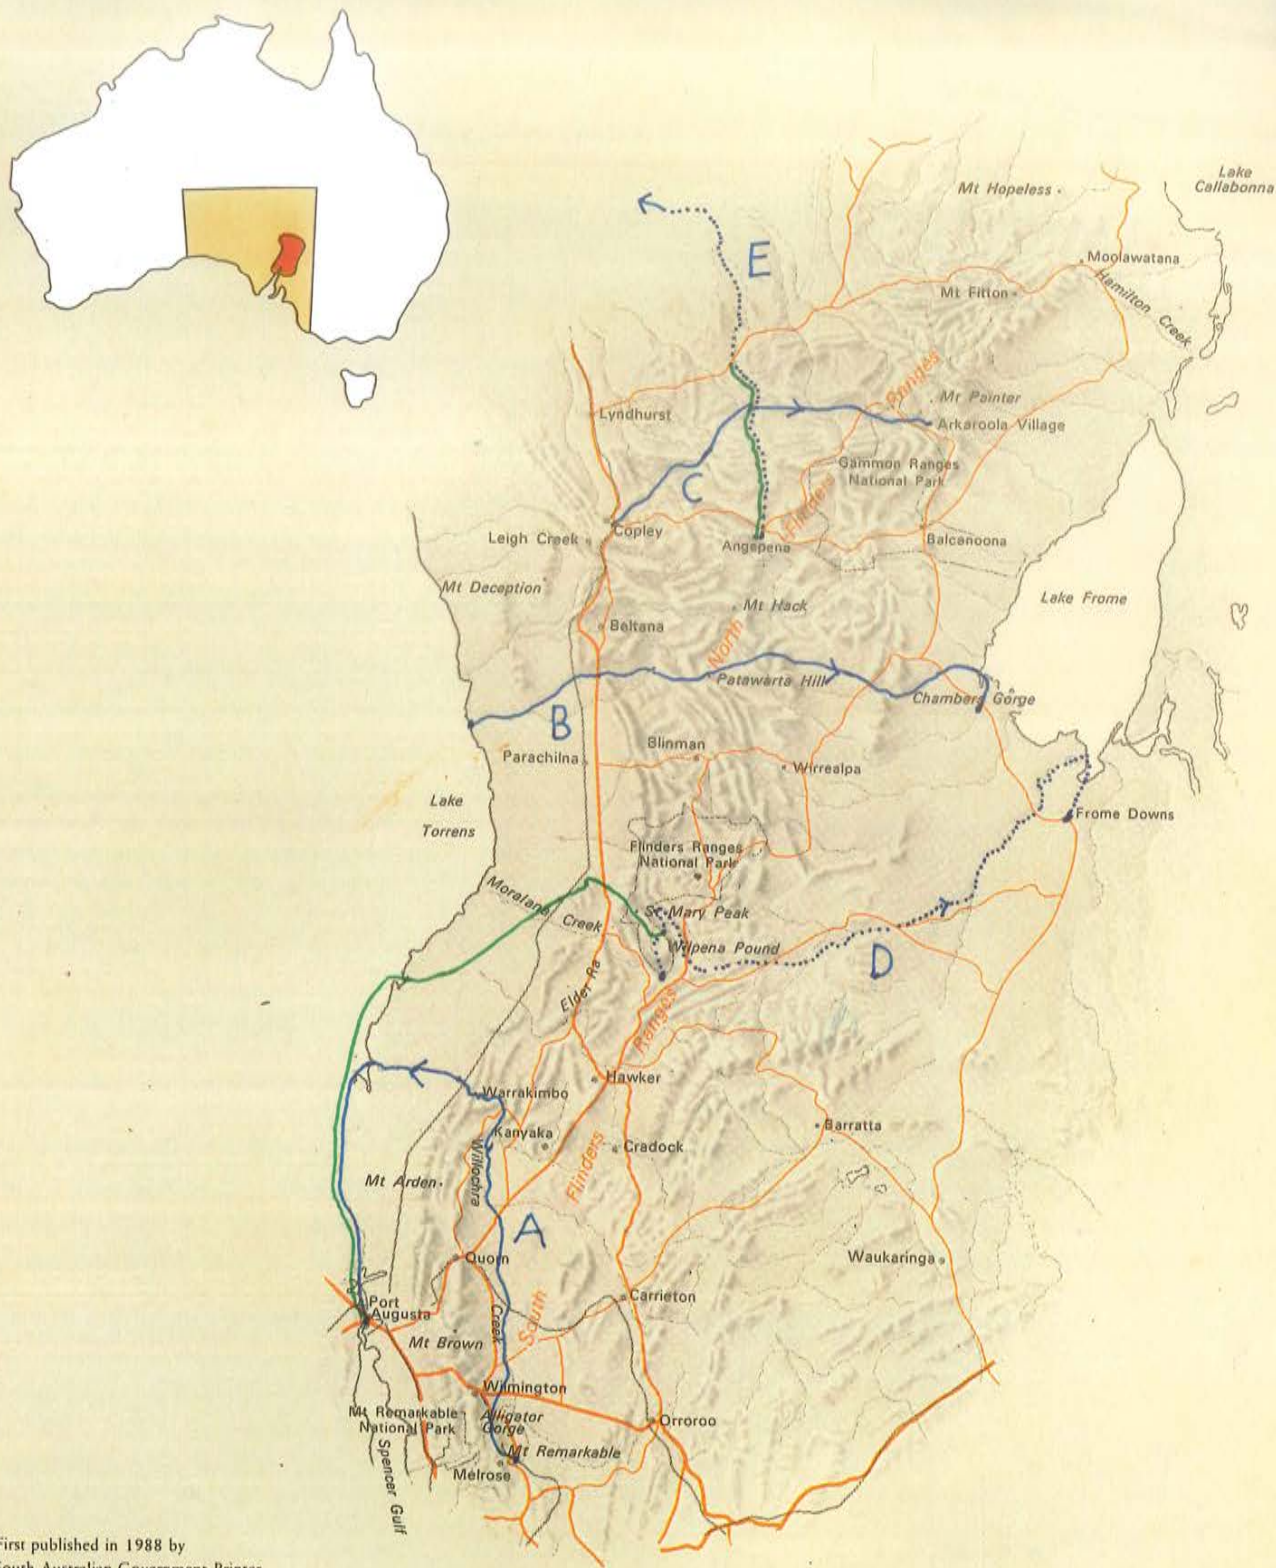 Lake
Callabonna
Mt Hopeless
E
Moolawatana
Hamilton Creek
Mt Fitton
Ranges
Mt Painter
Lyndhurst
Arkaroola Village
Gammon Ranges
National Park
C
Flinders
Copley
Leigh Creek
Angepena
Balcanoona
Mt Deception
Lake Frome
Mt Hack
Beltana
North
Patawarta Hill
Chambers Gorge
B
Blinman
Parachilna
Wirrealpa
Lake
Torrens
Frome Downs
Flinders Ranges
National Park
Moralana Creek
St Mary Peak
Wilpena Pound
D
Elder Ra
Ranges
Hawker
Warrakimbo
Barratta
Kanyaka
Cradock
Willochra
Flinders
Mt Arden
A
Quorn
Waukaringa
Carrieton
Port
Augusta
South
Creek
Mt Brown
Wilmington
Mt Remarkable
National Park
Alligator
Gorge
Orroroo
Mt Remarkable
Melrose
Spencer Gulf
First published in 1988 by
South Australian Government Printer